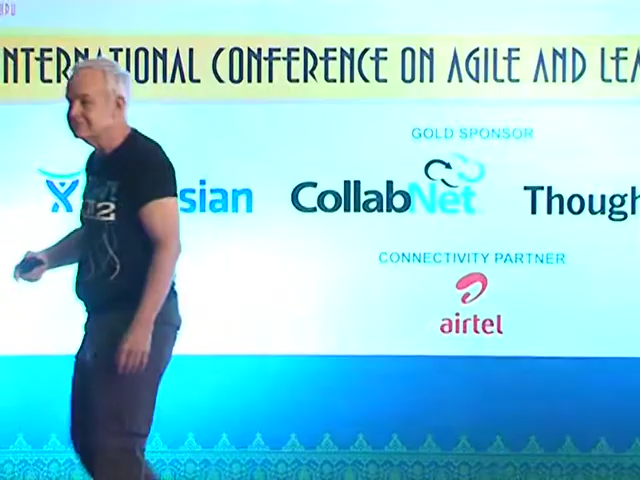 NTERNATIONAL CONFERENCE ON AGILE AND LEA
GOLD SPONSOR
sian CollabNet Though
CONNECTIVITY PARTNER
airtel